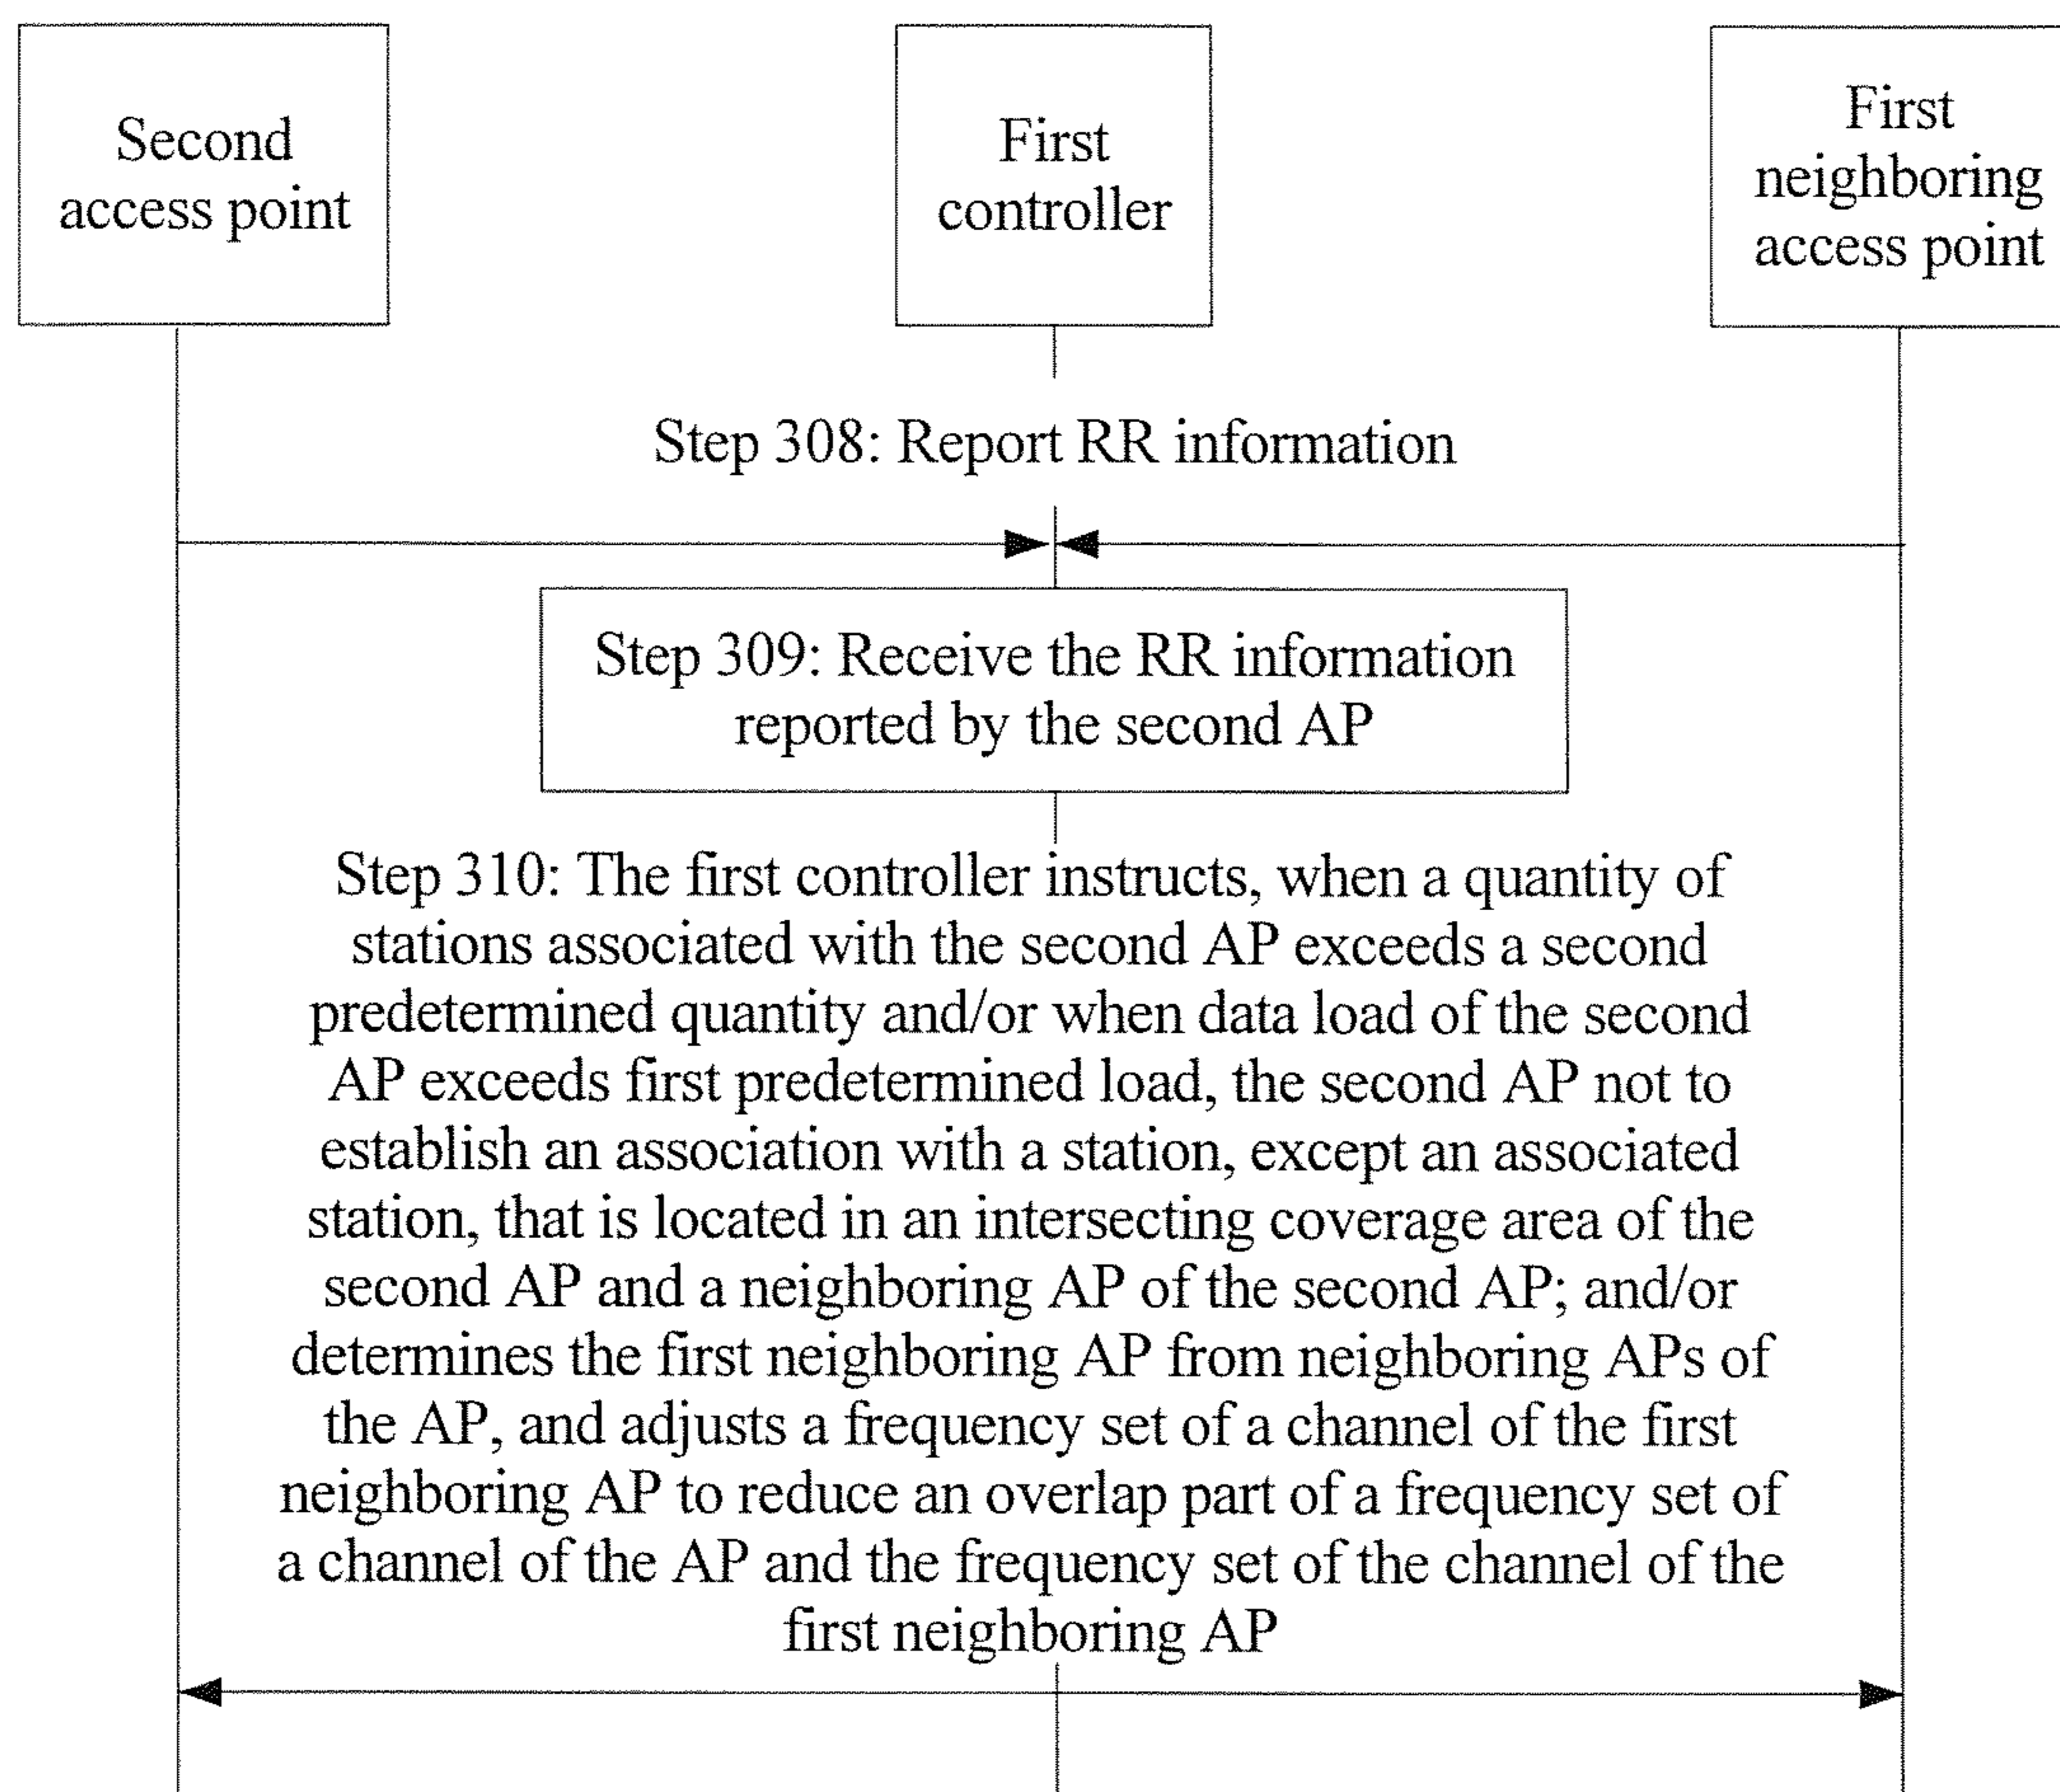 Second
access point
First
controller
First
neighboring
access point
Step 308: Report RR information
Step 309: Receive the RR information
reported by the second AP
Step 310: The first controller instructs, when a quantity of
stations associated with the second AP exceeds a second
predetermined quantity and/or when data load of the second
AP exceeds first predetermined load, the second AP not to
establish an association with a station, except an associated
station, that is located in an intersecting coverage area of the
second AP and a neighboring AP of the second AP; and/or
determines the first neighboring AP from neighboring APs of
the AP, and adjusts a frequency set of a channel of the first
neighboring AP to reduce an overlap part of a frequency set of
a channel of the AP and the frequency set of the channel of the
first neighboring AP